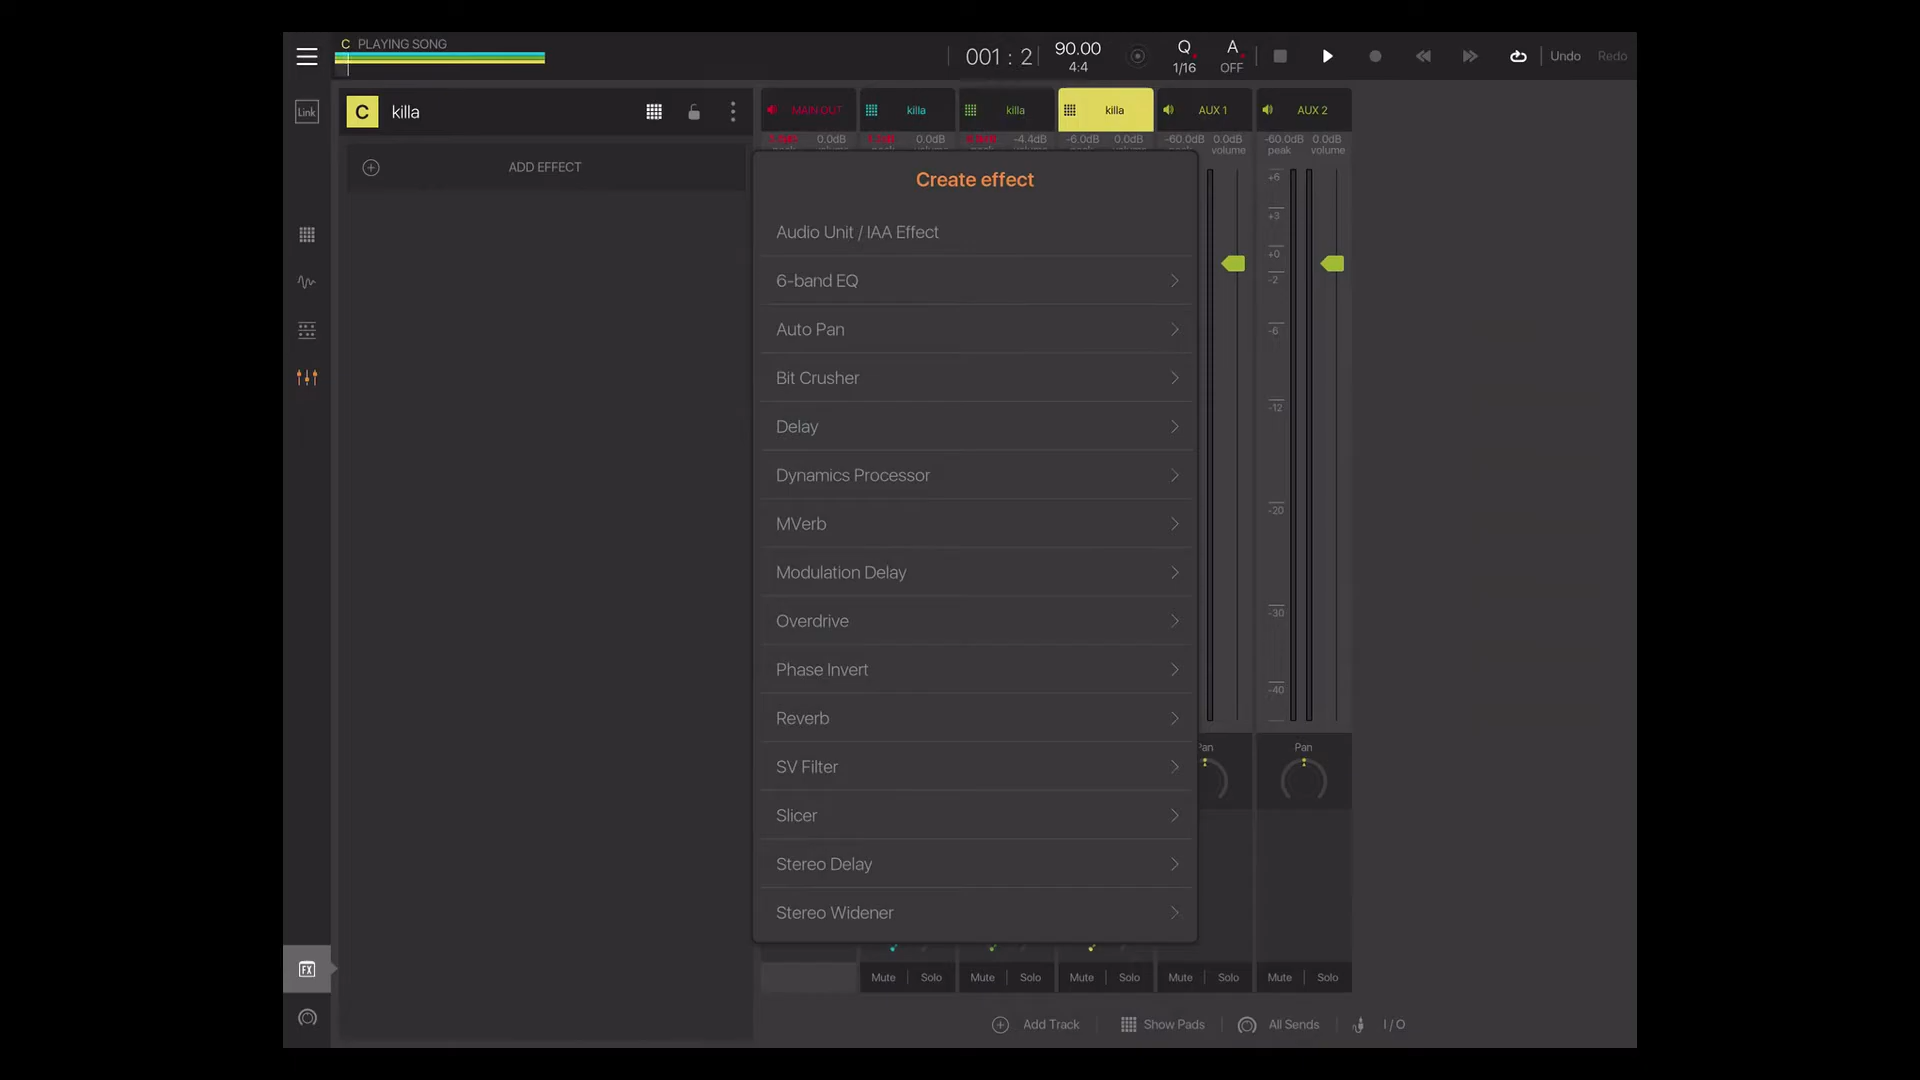 C PLAYING SONG
001 : 2
90.00
4:4
Q
1/16
A
OFF
Undo
Redo
Link
C killa
ADD EFFECT
MAIN OUT
killa
killa
killa
AUX 1
AUX 2
0.0dB
0.0dB
-4.4dB
-6.0dB 0.0dB
-60.0dB 0.0dB
volume
-60.0dB 0.0dB
peak volume
Create effect
Audio Unit / IAA Effect
6-band EQ
Auto Pan
Bit Crusher
Delay
Dynamics Processor
MVerb
Modulation Delay
Overdrive
Phase Invert
Reverb
SV Filter
Slicer
Stereo Delay
Stereo Widener
+6
+3
+0
-2
-6
-12
-20
-30
-40
Pan
Pan
FX
Mute Solo
Mute Solo
Mute Solo
Mute Solo
Mute Solo
Add Track
Show Pads
All Sends
I / O